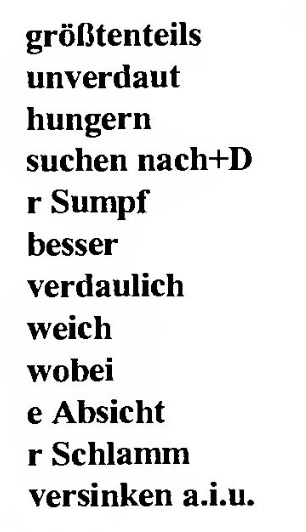 größtenteils
unverdaut
hungern
suchen nach+D
r Sumpf
besser
verdaulich
weich
wobei
e Absicht
r Schlamm
versinken a.i.u.